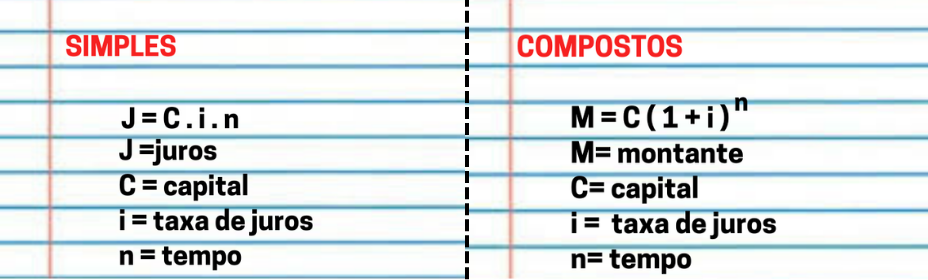 SIMPLES
J = C . i . n
J =juros
C = capital
i = taxa de juros
n = tempo
COMPOSTOS
M = C ( 1 + i )ⁿ
M= montante
C= capital
i = taxa de juros
n= tempo